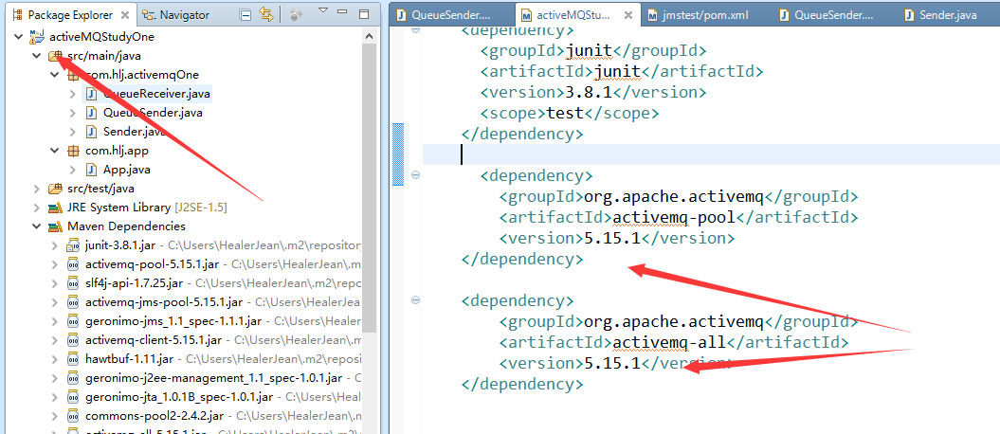 Package Explorer
Navigator
activeMQStudyOne
src/main/java
com.hlj.activemqOne
QueueReceiver.java
QueueSender.java
Sender.java
com.hlj.app
App.java
src/test/java
JRE System Library [J2SE-1.5]
Maven Dependencies
junit-3.8.1.jar - C:\Users\HealerJean\.m2\repositor
activemq-pool-5.15.1.jar - C:\Users\HealerJean\.m
slf4j-api-1.7.25.jar - C:\Users\HealerJean\.m2\repo
activemq-jms-pool-5.15.1.jar - C:\Users\HealerJea
geronimo-jms_1.1_spec-1.1.1.jar - C:\Users\Heale
activemq-client-5.15.1.jar - C:\Users\HealerJean\.
hawtbuf-1.11.jar - C:\Users\HealerJean\.m2\reposi
geronimo-j2ee-management_1.1_spec-1.0.1.jar -
geronimo-jta_1.0.1B_spec-1.0.1.jar - C:\Users\Hea
commons-pool2-2.4.2.jar - C:\Users\HealerJean\.r
QueueSender....
activeMQStu...
jmstest/pom.xml
QueueSender....
Sender.java
<dependency>
<groupId>junit</groupId>
<artifactId>junit</artifactId>
<version>3.8.1</version>
<scope>test</scope>
</dependency>
<dependency>
<groupId>org.apache.activemq</groupId>
<artifactId>activemq-pool</artifactId>
<version>5.15.1</version>
</dependency>
<dependency>
<groupId>org.apache.activemq</groupId>
<artifactId>activemq-all</artifactId>
<version>5.15.1</version>
</dependency>